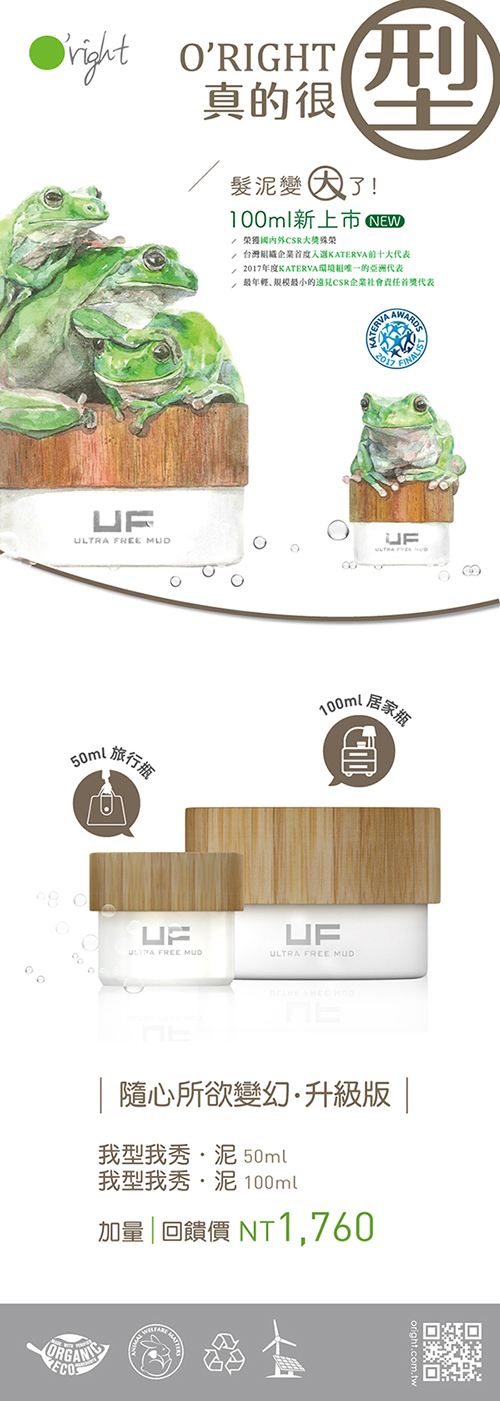 O'right
O'RIGHT
真的很
型
髮泥變大了!
100ml新上市 NEW
榮獲國內外CSR大獎殊榮
台灣組織企業首度入選KATERVA前十大代表
2017年度KATERVA環境組唯一的亞洲代表
最年輕、規模最小的遠見CSR企業社會責任首獎代表
KATERVA AWARDS
2017 FINALIST
UF
ULTRA FREE MUD
UF
ULTRA FREE MUD
100ml 居家瓶
50ml 旅行瓶
UF
ULTRA FREE MUD
UF
ULTRA FREE MUD
隨心所欲變幻·升級版
我型我秀·泥 50ml
我型我秀·泥 100ml
加量|回饋價 NT1,760
ORGANIC
ECO
ANIMAL WELFARE MATTERS
oright.com.tw